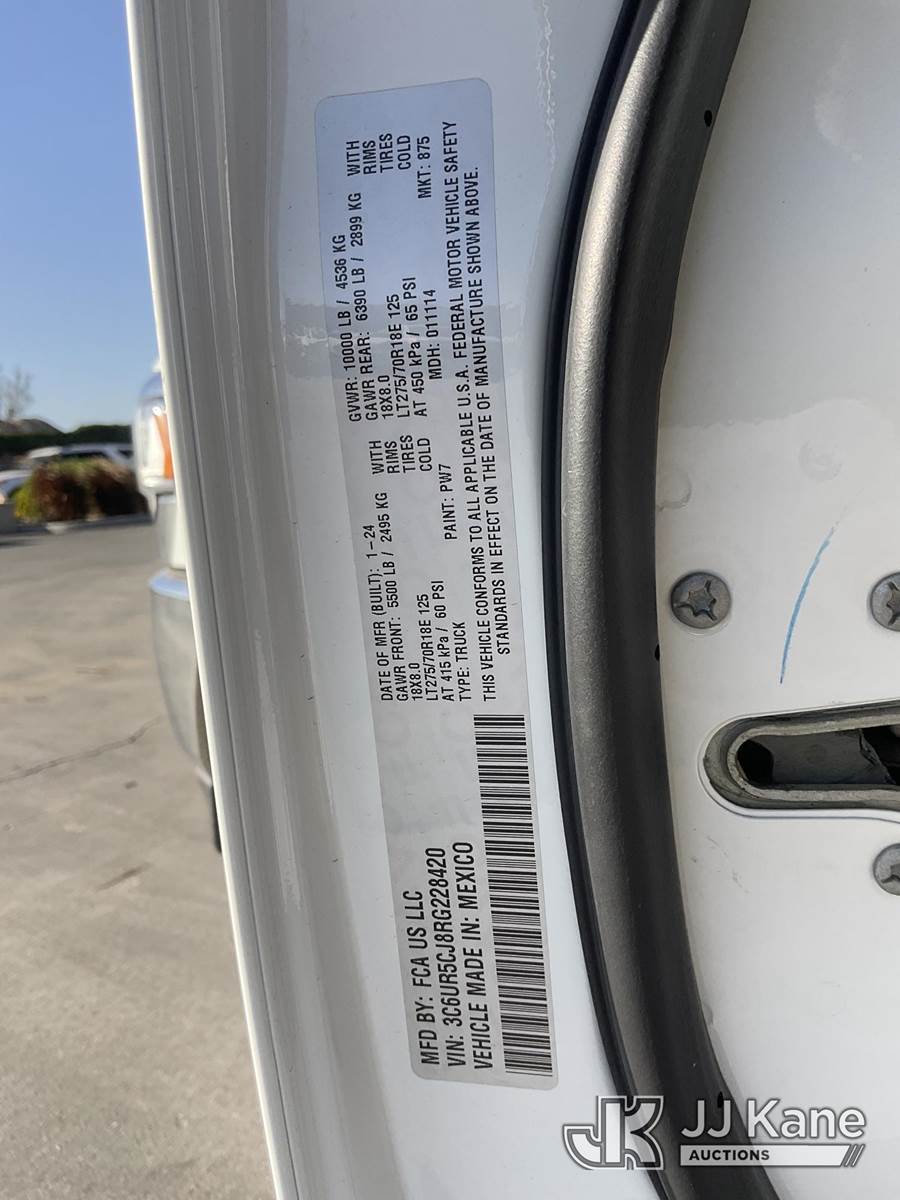 MFD BY: FCA US LLC
VIN: 3C6UR5CJ8RG228420
VEHICLE MADE IN: MEXICO
DATE OF MFR (BUILT): 1-24
GAWR FRONT: 5500 LB / 2495 KG WITH
18X8.0 RIMS
LT275/70R18E 125 TIRES
AT 415 kPa / 60 PSI COLD
TYPE: TRUCK PAINT: PW7
GVWR: 10000 LB / 4536 KG
GAWR REAR: 6390 LB / 2899 KG WITH
18X8.0 RIMS
LT275/70R18E 125 TIRES
AT 450 kPa / 65 PSI COLD
MDH: 011114 MKT: 875
THIS VEHICLE CONFORMS TO ALL APPLICABLE U.S.A. FEDERAL MOTOR VEHICLE SAFETY
STANDARDS IN EFFECT ON THE DATE OF MANUFACTURE SHOWN ABOVE.
JK JJ Kane
AUCTIONS